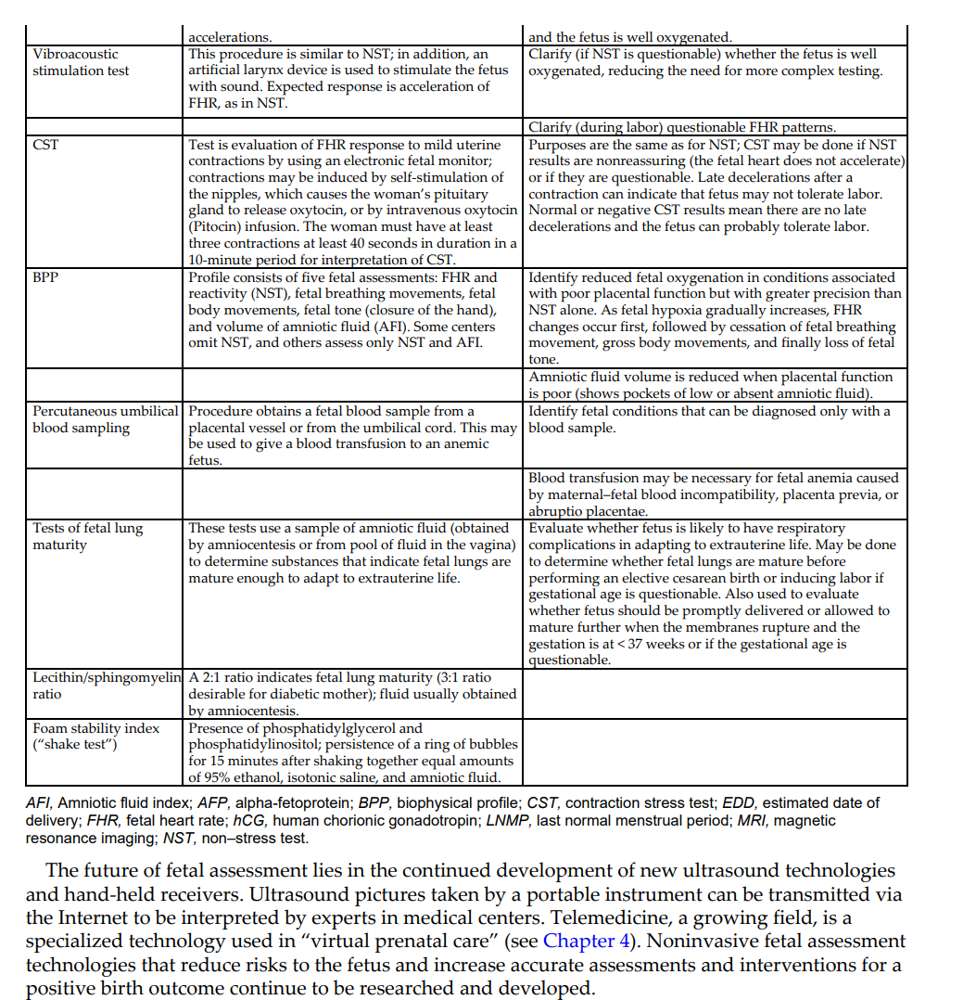 accelerations.
and the fetus is well oxygenated.
Vibroacoustic
stimulation test
This procedure is similar to NST; in addition, an
artificial larynx device is used to stimulate the fetus
with sound. Expected response is acceleration of
FHR, as in NST.
Clarify (if NST is questionable) whether the fetus is well
oxygenated, reducing the need for more complex testing.
Clarify (during labor) questionable FHR patterns.
CST
Test is evaluation of FHR response to mild uterine
contractions by using an electronic fetal monitor;
contractions may be induced by self-stimulation of
the nipples, which causes the woman's pituitary
gland to release oxytocin, or by intravenous oxytocin
(Pitocin) infusion. The woman must have at least
three contractions at least 40 seconds in duration in a
10-minute period for interpretation of CST.
Purposes are the same as for NST; CST may be done if NST
results are nonreassuring (the fetal heart does not accelerate)
or if they are questionable. Late decelerations after a
contraction can indicate that fetus may not tolerate labor.
Normal or negative CST results mean there are no late
decelerations and the fetus can probably tolerate labor.
BPP
Profile consists of five fetal assessments: FHR and
reactivity (NST), fetal breathing movements, fetal
body movements, fetal tone (closure of the hand),
and volume of amniotic fluid (AFI). Some centers
omit NST, and others assess only NST and AFI.
Identify reduced fetal oxygenation in conditions associated
with poor placental function but with greater precision than
NST alone. As fetal hypoxia gradually increases, FHR
changes occur first, followed by cessation of fetal breathing
movement, gross body movements, and finally loss of fetal
tone.
Amniotic fluid volume is reduced when placental function
is poor (shows pockets of low or absent amniotic fluid).
Percutaneous umbilical
blood sampling
Procedure obtains a fetal blood sample from a
placental vessel or from the umbilical cord. This may
be used to give a blood transfusion to an anemic
fetus.
Identify fetal conditions that can be diagnosed only with a
blood sample.
Blood transfusion may be necessary for fetal anemia caused
by maternal–fetal blood incompatibility, placenta previa, or
abruptio placentae.
Tests of fetal lung
maturity
These tests use a sample of amniotic fluid (obtained
by amniocentesis or from pool of fluid in the vagina)
to determine substances that indicate fetal lungs are
mature enough to adapt to extrauterine life.
Evaluate whether fetus is likely to have respiratory
complications in adapting to extrauterine life. May be done
to determine whether fetal lungs are mature before
performing an elective cesarean birth or inducing labor if
gestational age is questionable. Also used to evaluate
whether fetus should be promptly delivered or allowed to
mature further when the membranes rupture and the
gestation is at < 37 weeks or if the gestational age is
questionable.
Lecithin/sphingomyelin
ratio
A 2:1 ratio indicates fetal lung maturity (3:1 ratio
desirable for diabetic mother); fluid usually obtained
by amniocentesis.
Foam stability index
(“shake test”)
Presence of phosphatidylglycerol and
phosphatidylinositol; persistence of a ring of bubbles
for 15 minutes after shaking together equal amounts
of 95% ethanol, isotonic saline, and amniotic fluid.
AFI, Amniotic fluid index; AFP, alpha-fetoprotein; BPP, biophysical profile; CST, contraction stress test; EDD, estimated date of
delivery; FHR, fetal heart rate; hCG, human chorionic gonadotropin; LNMP, last normal menstrual period; MRI, magnetic
resonance imaging; NST, non–stress test.
The future of fetal assessment lies in the continued development of new ultrasound technologies
and hand-held receivers. Ultrasound pictures taken by a portable instrument can be transmitted via
the Internet to be interpreted by experts in medical centers. Telemedicine, a growing field, is a
specialized technology used in “virtual prenatal care” (see Chapter 4). Noninvasive fetal assessment
technologies that reduce risks to the fetus and increase accurate assessments and interventions for a
positive birth outcome continue to be researched and developed.